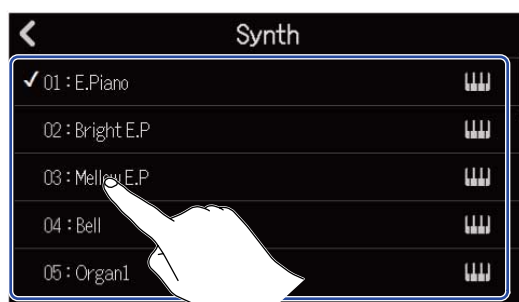 Synth
✓ 01 : E.Piano
02 : Bright E.P
03 : Mellow E.P
04 : Bell
05 : Organ1